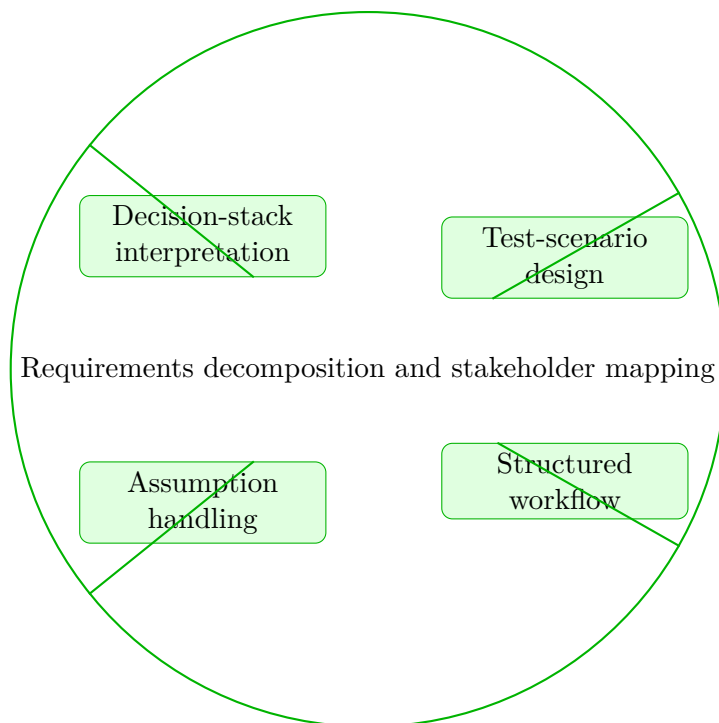 Decision-stack
interpretation
Test-scenario
design
Requirements decomposition and stakeholder mapping
Assumption
handling
Structured
workflow